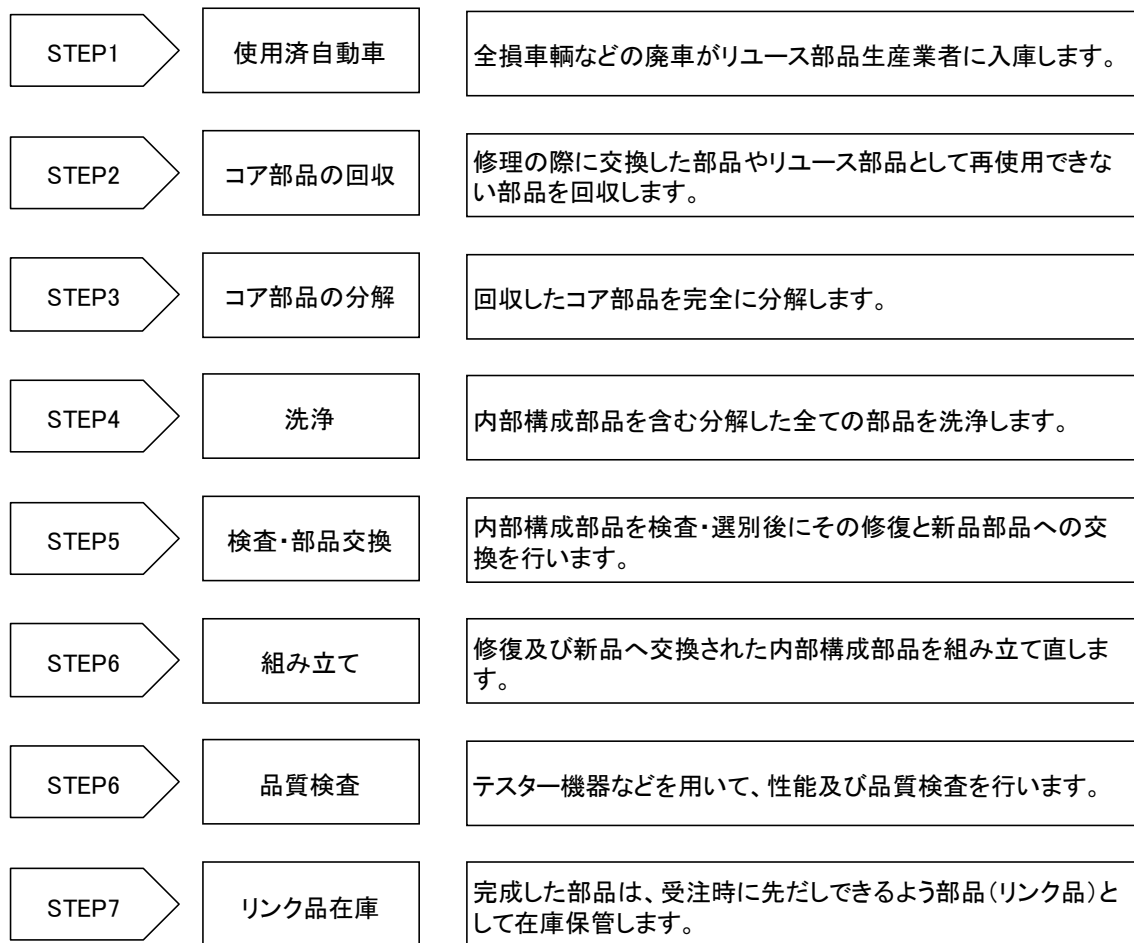 STEP1
使用済自動車
全損車輌などの廃車がリユース部品生産業者に入庫します。
STEP2
コア部品の回収
修理の際に交換した部品やリユース部品として再使用できな
い部品を回収します。
STEP3
コア部品の分解
回収したコア部品を完全に分解します。
STEP4
洗浄
内部構成部品を含む分解した全ての部品を洗浄します。
STEP5
検査・部品交換
内部構成部品を検査・選別後にその修復と新品部品への交
換を行います。
STEP6
組み立て
修復及び新品へ交換された内部構成部品を組み立て直しま
す。
STEP6
品質検査
テスター機器などを用いて、性能及び品質検査を行います。
STEP7
リンク品在庫
完成した部品は、受注時に先だしできるよう部品(リンク品)と
して在庫保管します。